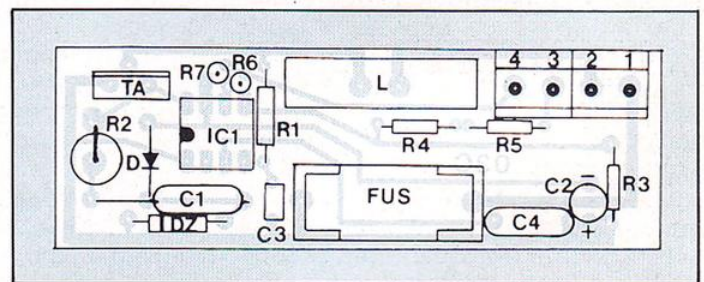 4 3 2 1
R7 R6
TA
L
R2
IC1
R1
D
R4 R5
C1
FUS
C2 − R3
DZ
C3
C4
+